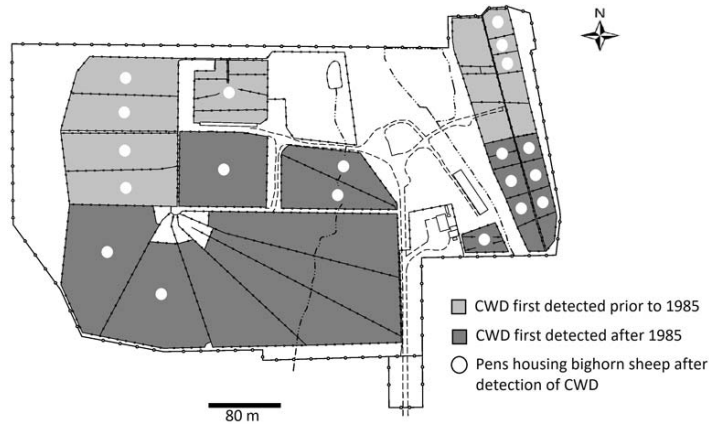 N
CWD first detected prior to 1985
CWD first detected after 1985
Pens housing bighorn sheep after
detection of CWD
80 m